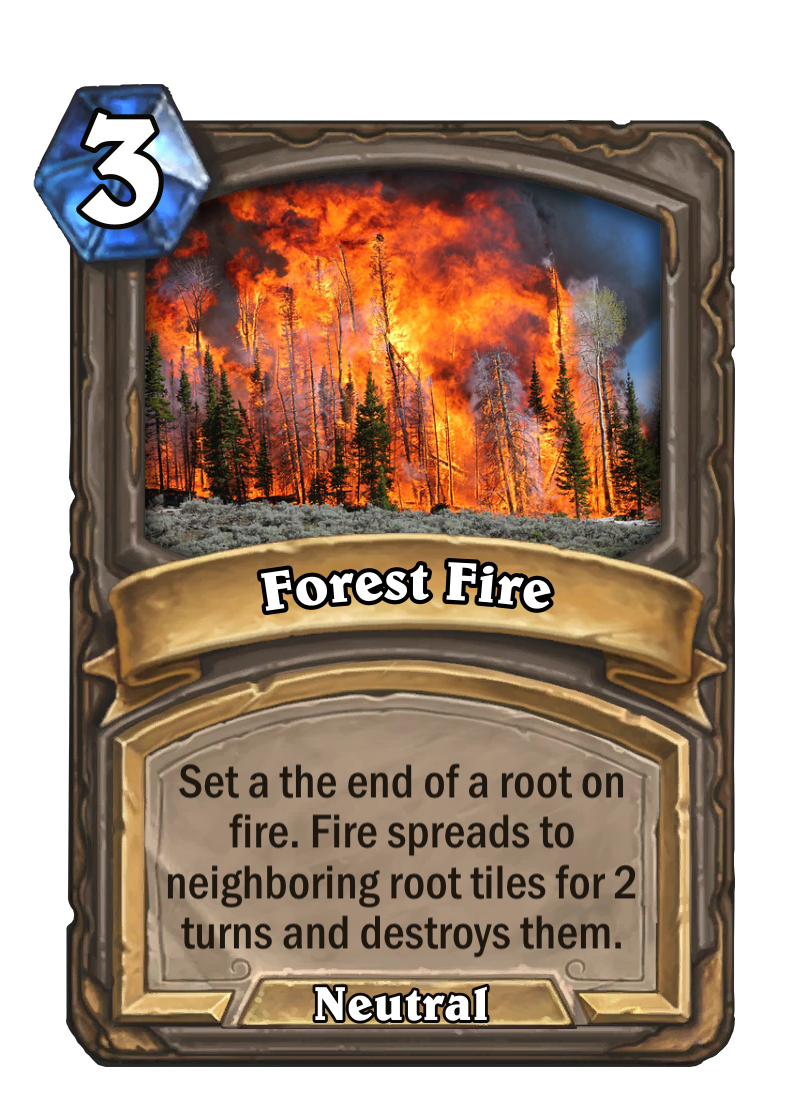 3
Forest Fire
Set a the end of a root on
fire. Fire spreads to
neighboring root tiles for 2
turns and destroys them.
Neutral